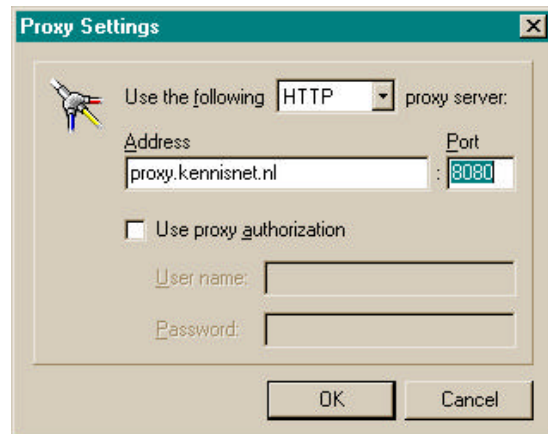 Proxy Settings
Use the following HTTP proxy server:
Address Port
proxy.kennisnet.nl : 8080
Use proxy authorization
User name:
Password:
OK Cancel